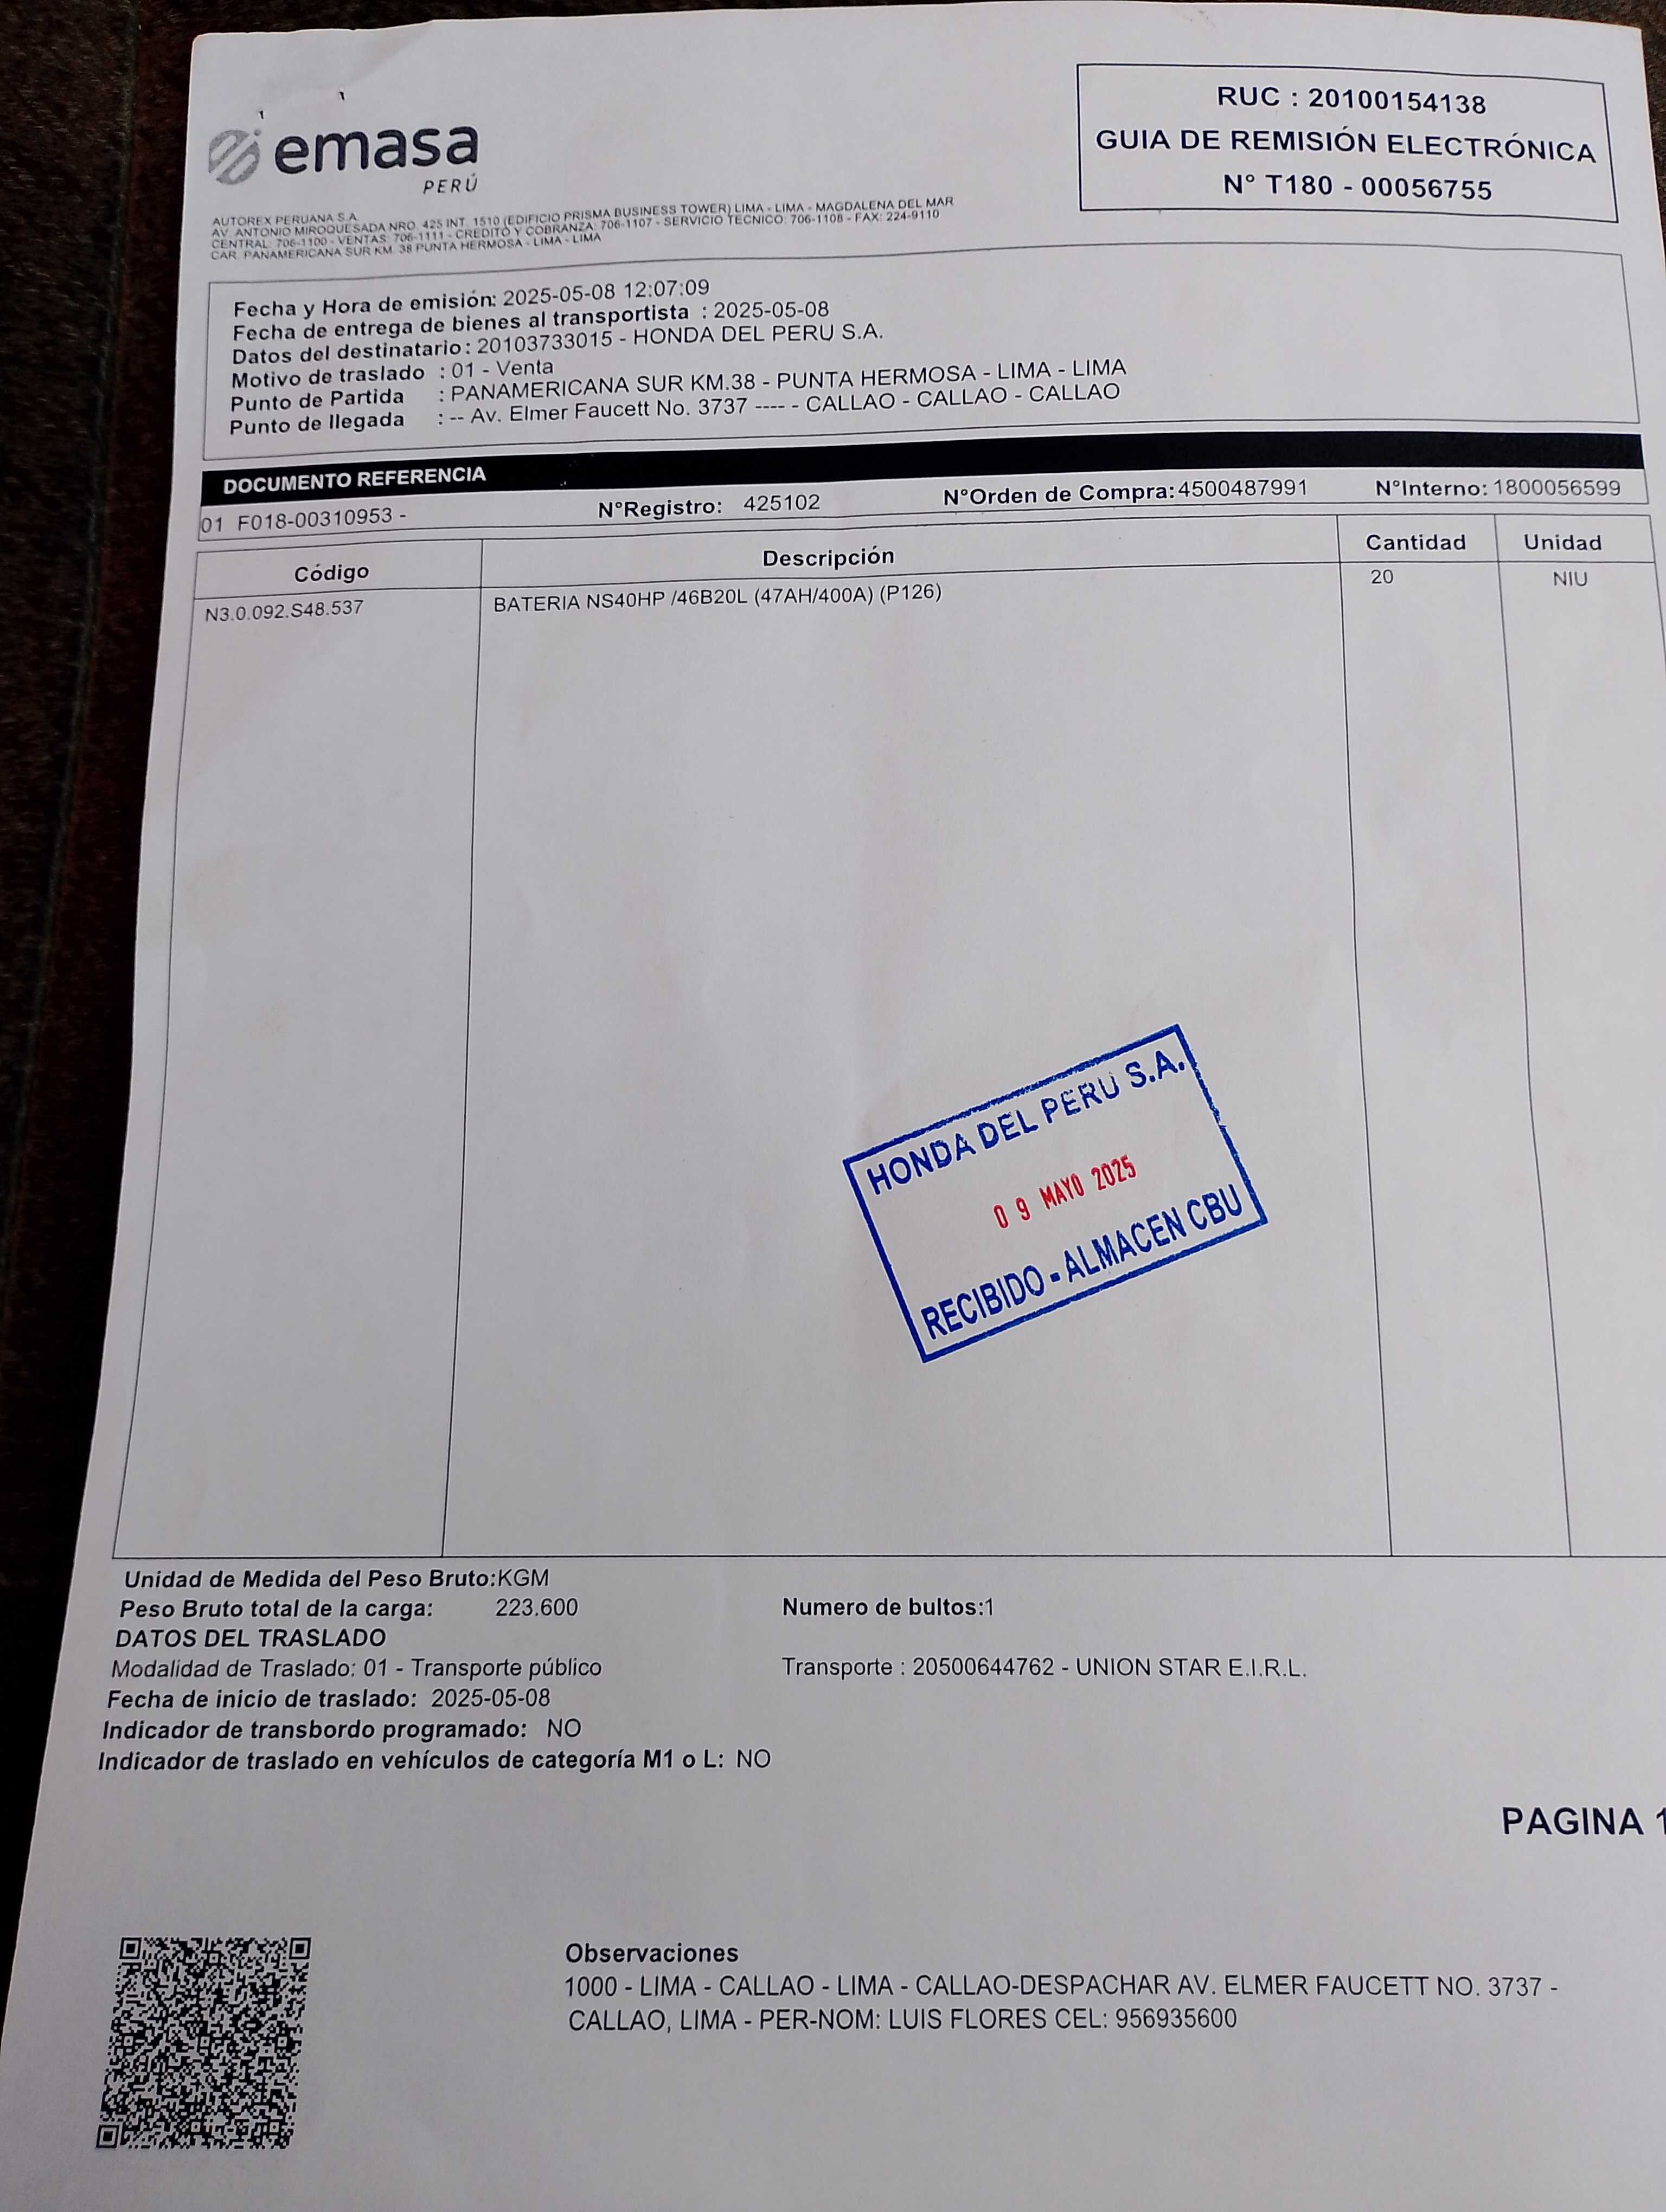 emasa
PERÚ
RUC : 20100154138
GUIA DE REMISIÓN ELECTRÓNICA
N° T180 - 00056755
AUTOREX PERUANA S.A.
AV. ANTONIO MIROQUESADA NRO. 425 INT. 1510 (EDIFICIO PRISMA BUSINESS TOWER) LIMA - LIMA - MAGDALENA DEL MAR
CENTRAL: 706-1100 - VENTAS: 706-1111 - CREDITO Y COBRANZA: 706-1107 - SERVICIO TECNICO: 706-1108 - FAX: 224-9110
CAR. PANAMERICANA SUR KM. 38 PUNTA HERMOSA - LIMA - LIMA
Fecha y Hora de emisión: 2025-05-08 12:07:09
Fecha de entrega de bienes al transportista : 2025-05-08
Datos del destinatario : 20103733015 - HONDA DEL PERU S.A.
Motivo de traslado : 01 - Venta
Punto de Partida : PANAMERICANA SUR KM.38 - PUNTA HERMOSA - LIMA - LIMA
Punto de llegada : -- Av. Elmer Faucett No. 3737 ---- - CALLAO - CALLAO - CALLAO
DOCUMENTO REFERENCIA
01 F018-00310953 - N°Registro: 425102 N°Orden de Compra:4500487991 N°Interno: 1800056599
Código Descripción Cantidad Unidad
N3.0.092.S48.537 BATERIA NS40HP /46B20L (47AH/400A) (P126) 20 NIU
HONDA DEL PERU S.A.
09 MAYO 2025
RECIBIDO - ALMACEN CBU
Unidad de Medida del Peso Bruto:KGM
Peso Bruto total de la carga: 223.600 Numero de bultos:1
DATOS DEL TRASLADO
Modalidad de Traslado: 01 - Transporte público Transporte : 20500644762 - UNION STAR E.I.R.L.
Fecha de inicio de traslado: 2025-05-08
Indicador de transbordo programado: NO
Indicador de traslado en vehículos de categoría M1 o L: NO
PAGINA 1
Observaciones
1000 - LIMA - CALLAO - LIMA - CALLAO-DESPACHAR AV. ELMER FAUCETT NO. 3737 -
CALLAO, LIMA - PER-NOM: LUIS FLORES CEL: 956935600